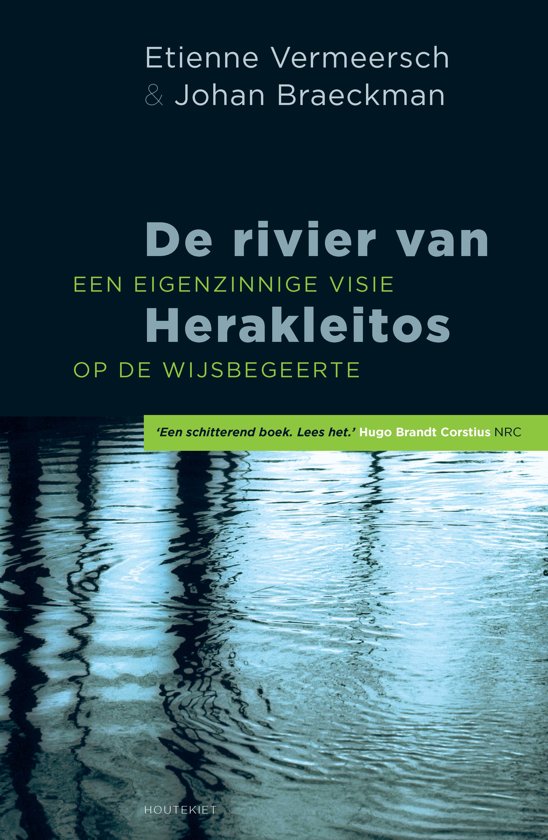 Etienne Vermeersch
& Johan Braeckman
De rivier van
EEN EIGENZINNIGE VISIE
Herakleitos
OP DE WIJSBEGEERTE
‘Een schitterend boek. Lees het.’ Hugo Brandt Corstius NRC
HOUTEKIET